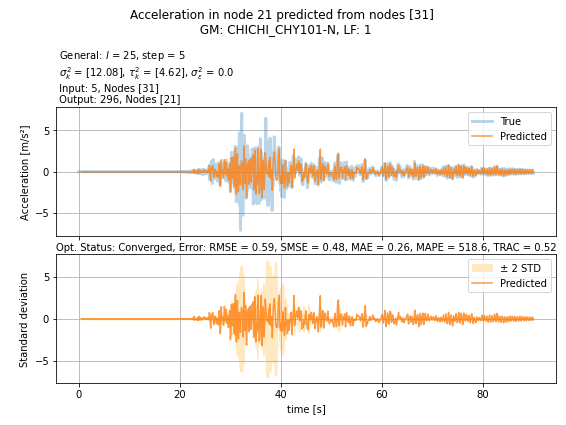 Acceleration in node 21 predicted from nodes [31]
GM: CHICHI_CHY101-N, LF: 1
General: l = 25, step = 5
σ²ₖ = [12.08], τ²ₖ = [4.62], σ²ε = 0.0
Input: 5, Nodes [31]
Output: 296, Nodes [21]
Acceleration [m/s²]
5
0
−5
True
Predicted
Opt. Status: Converged, Error: RMSE = 0.59, SMSE = 0.48, MAE = 0.26, MAPE = 518.6, TRAC = 0.52
Standard deviation
5
0
−5
± 2 STD
Predicted
0 20 40 60 80
time [s]